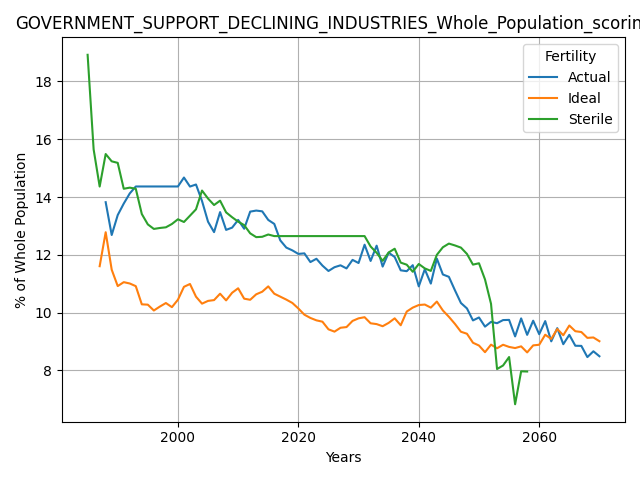 GOVERNMENT_SUPPORT_DECLINING_INDUSTRIES_Whole_Population_scorin
Fertility
Actual
Ideal
Sterile
% of Whole Population
18
16
14
12
10
8
2000 2020 2040 2060
Years